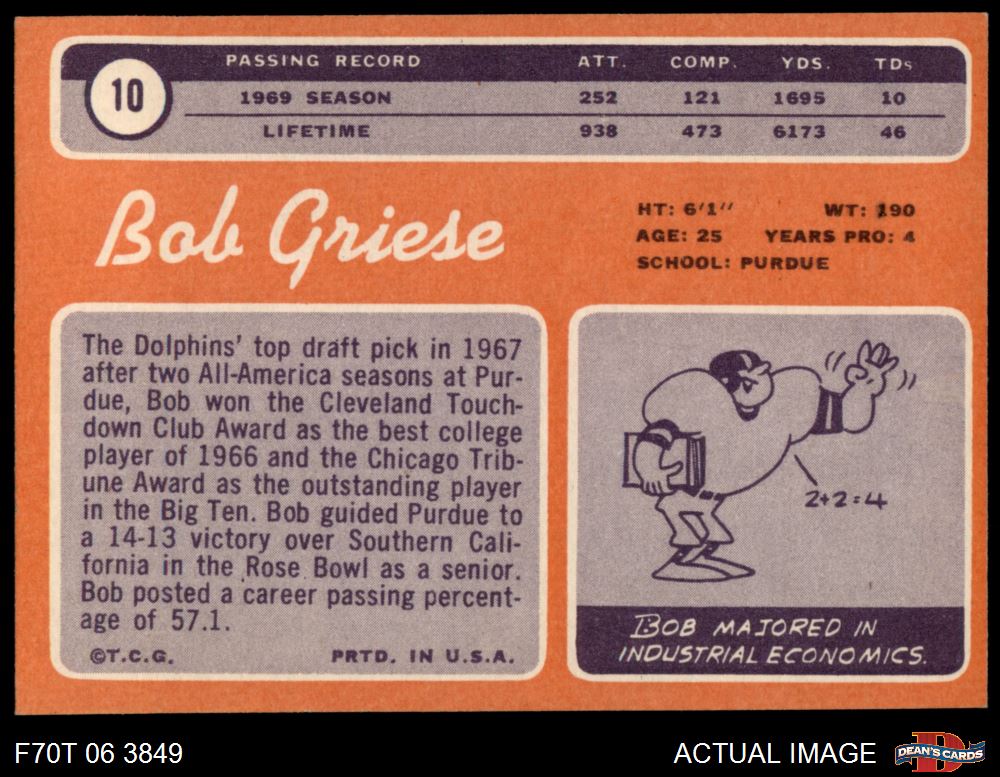 10
PASSING RECORD ATT. COMP. YDS. TDs
1969 SEASON 252 121 1695 10
LIFETIME 938 473 6173 46
Bob Griese
HT: 6'1" WT: 190
AGE: 25 YEARS PRO: 4
SCHOOL: PURDUE
The Dolphins' top draft pick in 1967
after two All-America seasons at Pur-
due, Bob won the Cleveland Touch-
down Club Award as the best college
player of 1966 and the Chicago Trib-
une Award as the outstanding player
in the Big Ten. Bob guided Purdue to
a 14-13 victory over Southern Cali-
fornia in the Rose Bowl as a senior.
Bob posted a career passing percent-
age of 57.1.
©T.C.G. PRTD. IN U.S.A.
2+2=4
BOB MAJORED IN
INDUSTRIAL ECONOMICS.
F70T 06 3849 ACTUAL IMAGE
D
DEAN'S CARDS